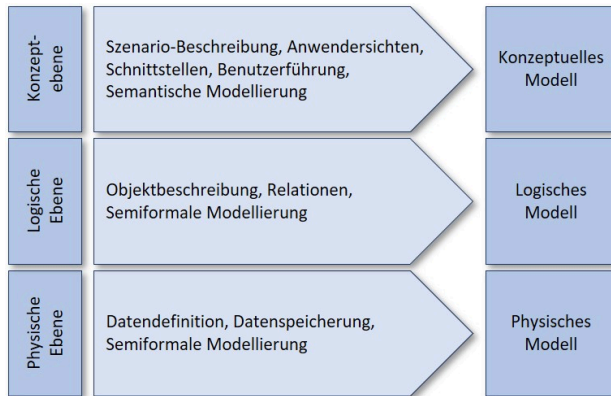 Konzept-
ebene
Szenario-Beschreibung, Anwendersichten,
Schnittstellen, Benutzerführung,
Semantische Modellierung
Konzeptuelles
Modell
Logische
Ebene
Objektbeschreibung, Relationen,
Semiformale Modellierung
Logisches
Modell
Physische
Ebene
Datendefinition, Datenspeicherung,
Semiformale Modellierung
Physisches
Modell